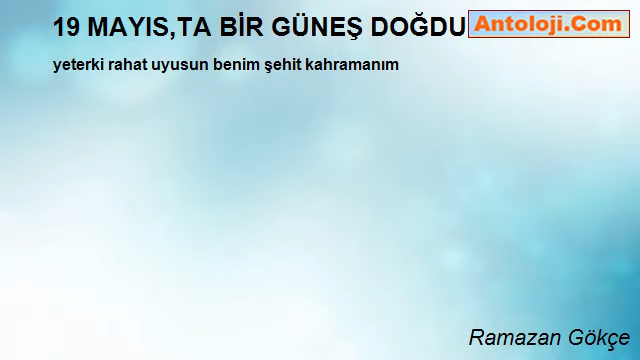 19 MAYIS,TA BİR GÜNEŞ DOĞDU
Antoloji.Com
yeterki rahat uyusun benim şehit kahramanım
Ramazan Gökçe